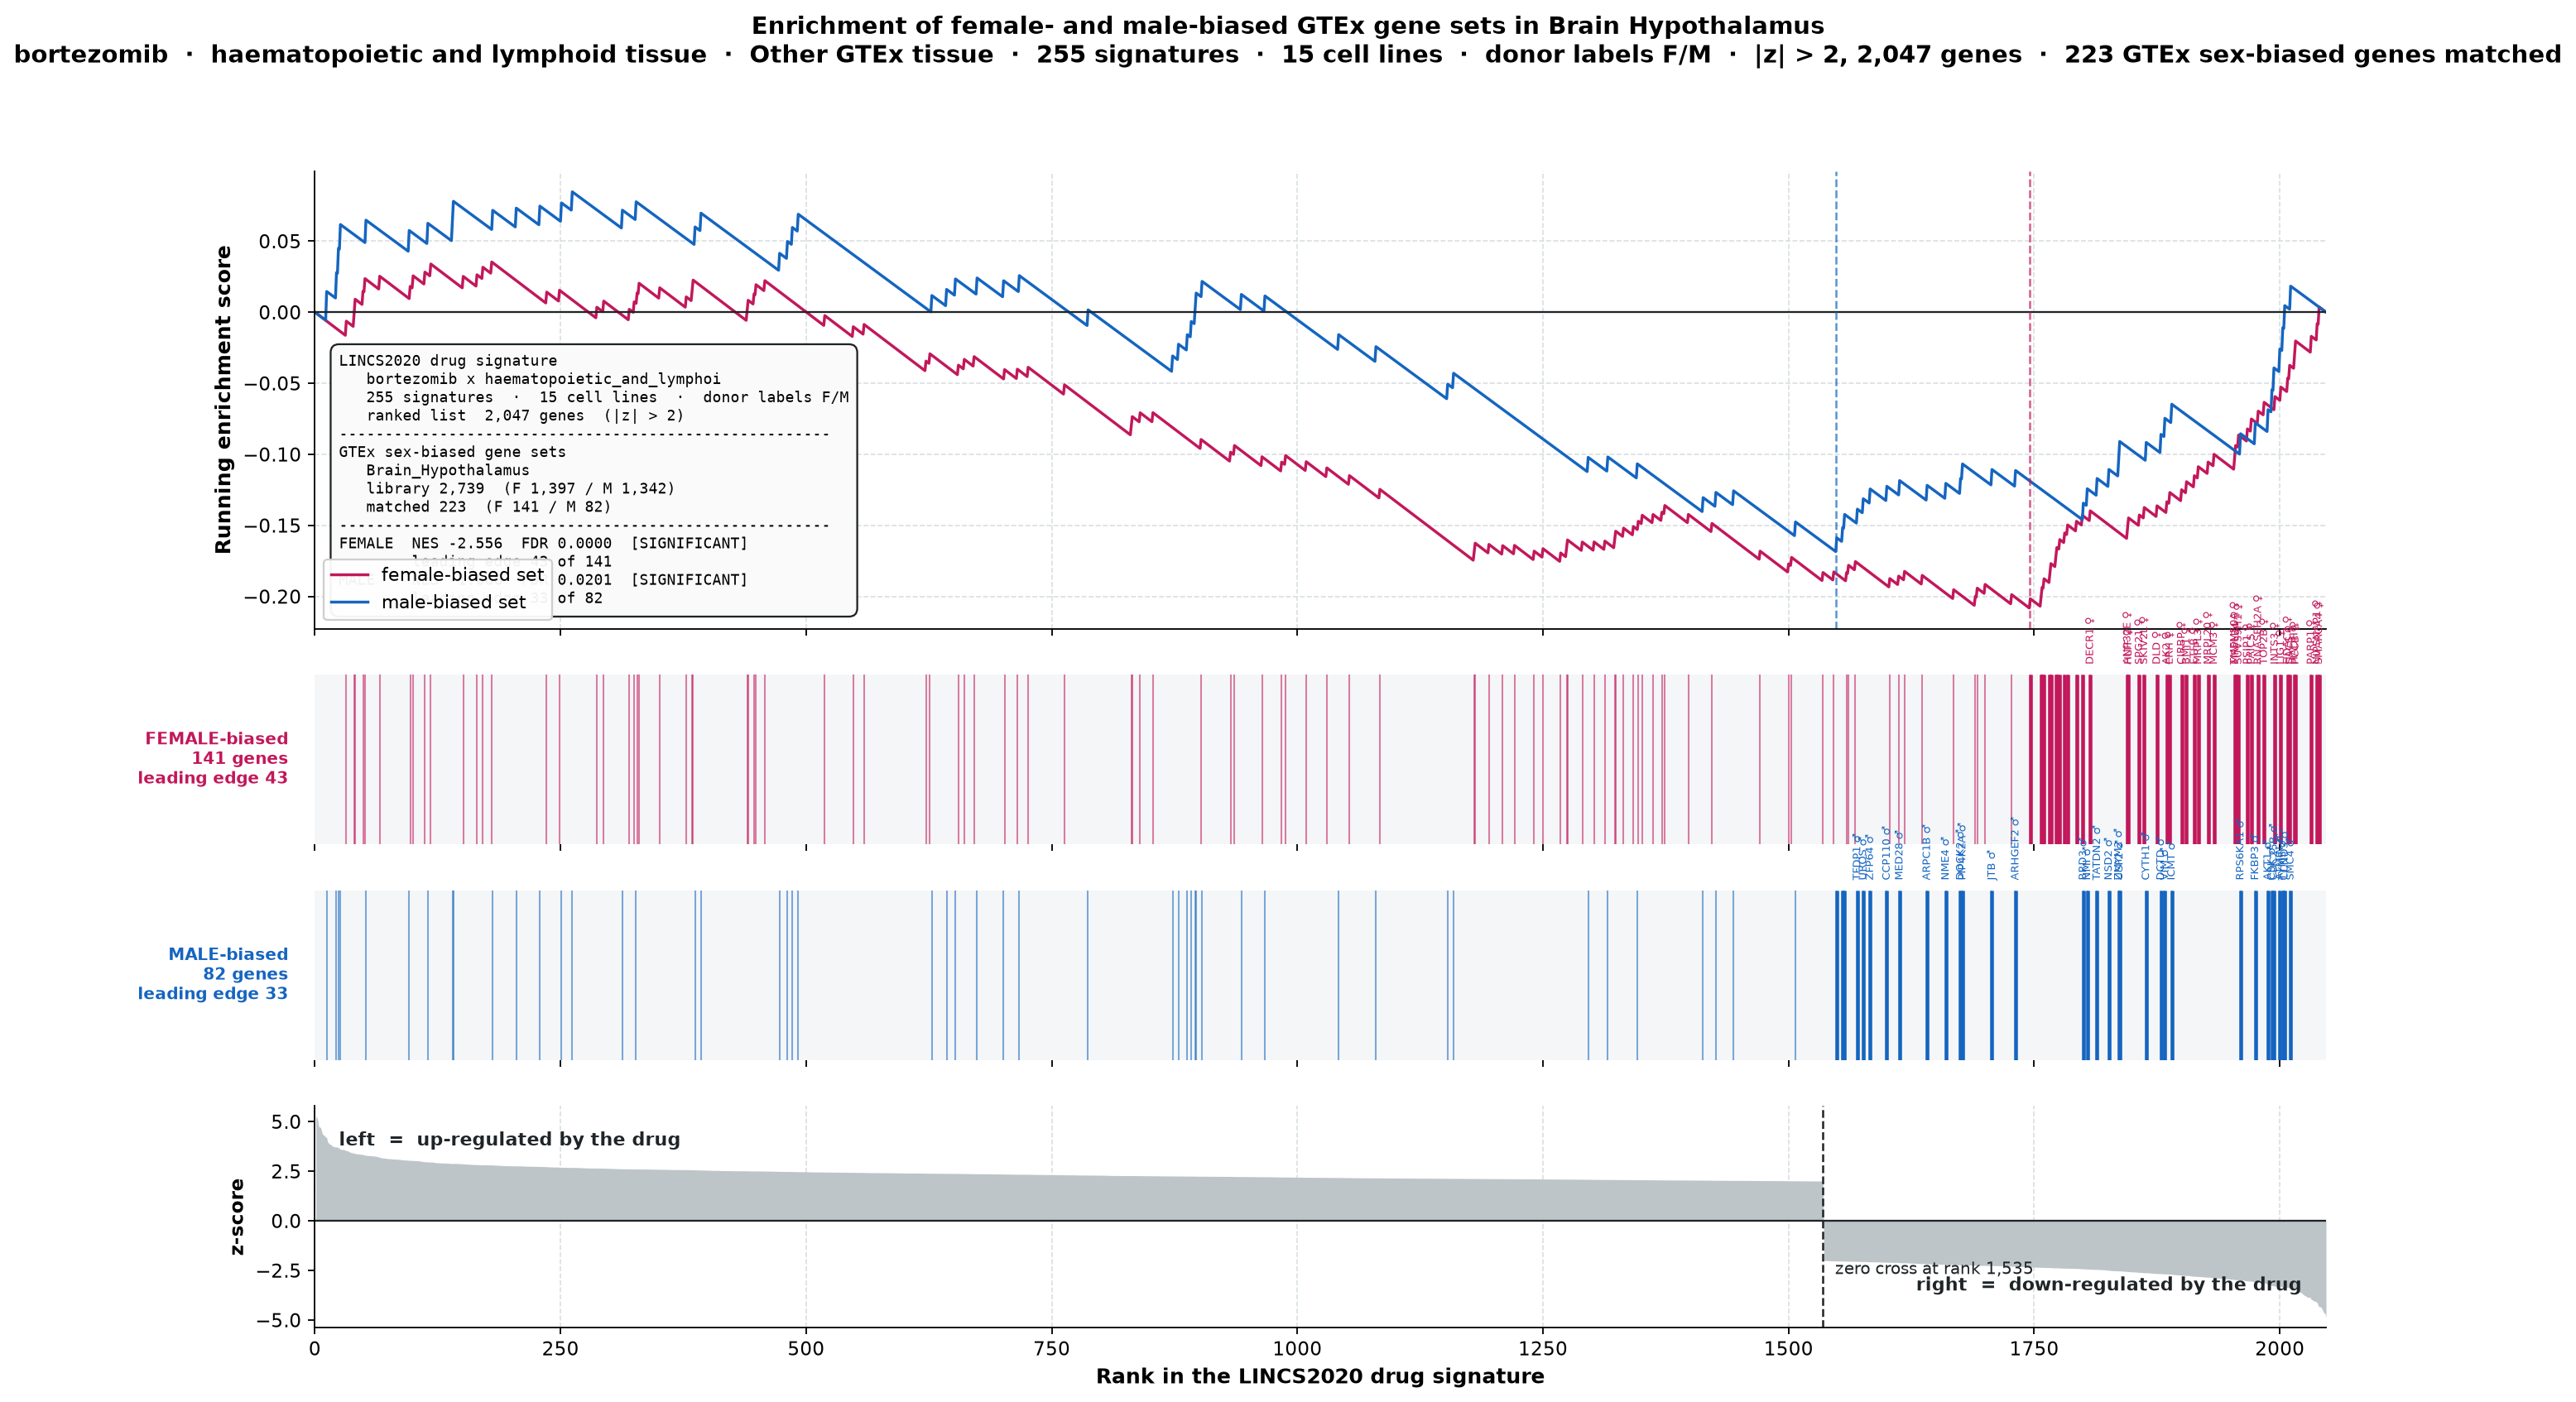 Enrichment of female- and male-biased GTEx gene sets in Brain Hypothalamus
bortezomib · haematopoietic and lymphoid tissue · Other GTEx tissue · 255 signatures · 15 cell lines · donor labels F/M · |z| > 2, 2,047 genes · 223 GTEx sex-biased genes matched
Running enrichment score
0.05
0.00
−0.05
−0.10
−0.15
−0.20
LINCS2020 drug signature
bortezomib x haematopoietic_and_lymphoi
255 signatures · 15 cell lines · donor labels F/M
ranked list 2,047 genes (|z| > 2)
GTEx sex-biased gene sets
Brain_Hypothalamus
library 2,739 (F 1,397 / M 1,342)
matched 223 (F 141 / M 82)
FEMALE NES -2.556 FDR 0.0000 [SIGNIFICANT]
of 141
0.0201 [SIGNIFICANT]
of 82
female-biased set
male-biased set
DECR1 ♀
SPG21 ♀
SKIV2L ♀
DLD ♀
MCM3 ♀
TOP2B ♀
INTS3 ♀
FEMALE-biased
141 genes
leading edge 43
TFDP1 ♂
ZFP64 ♂
CCP110 ♂
MED28 ♂
ARPC1B ♂
NME4 ♂
JTB ♂
ARHGEF2 ♂
TATDN2 ♂
NSD2 ♂
CYTH1 ♂
ICMT ♂
RPS6KA1 ♂
FKBP3 ♂
SMC4 ♂
MALE-biased
82 genes
leading edge 33
z-score
5.0
2.5
0.0
−2.5
−5.0
left = up-regulated by the drug
zero cross at rank 1,535
right = down-regulated by the drug
0 250 500 750 1000 1250 1500 1750 2000
Rank in the LINCS2020 drug signature